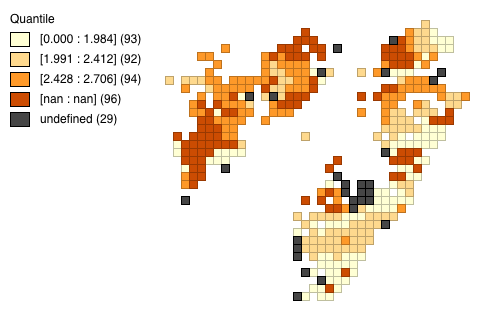 Quantile
[0.000 : 1.984] (93)
[1.991 : 2.412] (92)
[2.428 : 2.706] (94)
[nan : nan] (96)
undefined (29)